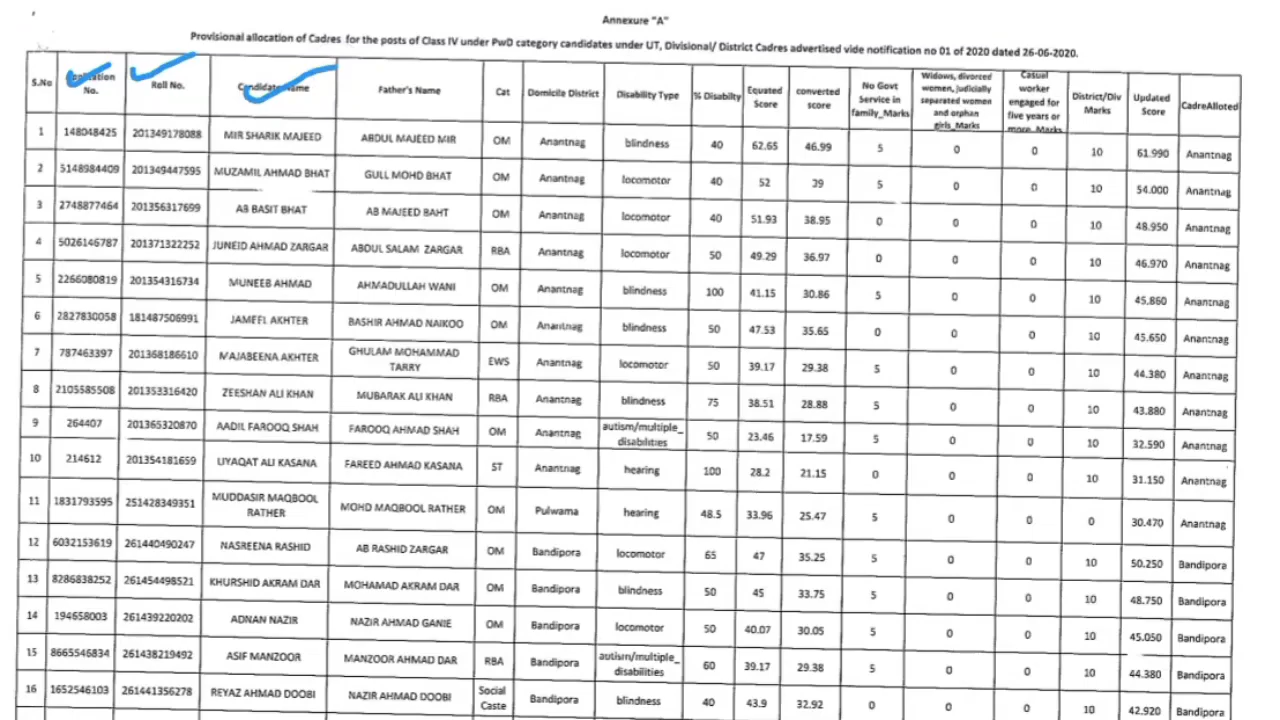 Annexure "A"
Provisional allocation of Cadres for the posts of Class IV under PwD category candidates under UT, Divisional/ District Cadres advertised vide notification no 01 of 2020 dated 26-06-2020.
S.No Application No. Roll No. Candidate Name Father's Name Cat Domicile District Disability Type % Disabilty Equated Score converted score No Govt Service in family_Marks Widows, divorced women, judicially separated women and orphan girls_Marks Casual worker engaged for five years or more_Marks District/Div Marks Updated Score CadreAlloted
1 148048425 201349178088 MIR SHARIK MAJEED ABDUL MAJEED MIR OM Anantnag blindness 40 62.65 46.99 5 0 0 10 61.990 Anantnag
2 5148984409 201349447595 MUZAMIL AHMAD BHAT GULL MOHD BHAT OM Anantnag locomotor 40 52 39 5 0 0 10 54.000 Anantnag
3 2748877464 201356317699 AB BASIT BHAT AB MAJEED BAHT OM Anantnag locomotor 40 51.93 38.95 0 0 0 10 48.950 Anantnag
4 5026146787 201371322252 JUNEID AHMAD ZARGAR ABDUL SALAM ZARGAR RBA Anantnag locomotor 50 49.29 36.97 0 0 0 10 46.970 Anantnag
5 2266080819 201354316734 MUNEEB AHMAD AHMADULLAH WANI OM Anantnag blindness 100 41.15 30.86 5 0 0 10 45.860 Anantnag
6 2827830058 181487506991 JAMEEL AKHTER BASHIR AHMAD NAIKOO OM Anantnag blindness 50 47.53 35.65 0 0 0 10 45.650 Anantnag
7 787463397 201368186610 MAJABEENA AKHTER GHULAM MOHAMMAD TARRY EWS Anantnag locomotor 50 39.17 29.38 5 0 0 10 44.380 Anantnag
8 2105585508 201353316420 ZEESHAN ALI KHAN MUBARAK ALI KHAN RBA Anantnag blindness 75 38.51 28.88 5 0 0 10 43.880 Anantnag
9 264407 201365320870 AADIL FAROOQ SHAH FAROOQ AHMAD SHAH OM Anantnag autism/multiple_disabilities 50 23.46 17.59 5 0 0 10 32.590 Anantnag
10 214612 201354181659 LIYAQAT ALI KASANA FAREED AHMAD KASANA ST Anantnag hearing 100 28.2 21.15 0 0 0 10 31.150 Anantnag
11 1831793595 251428349351 MUDDASIR MAQBOOL RATHER MOHD MAQBOOL RATHER OM Pulwama hearing 48.5 33.96 25.47 5 0 0 0 30.470 Anantnag
12 6032153619 261440490247 NASREENA RASHID AB RASHID ZARGAR OM Bandipora locomotor 65 47 35.25 5 0 0 10 50.250 Bandipora
13 8286838252 261454498521 KHURSHID AKRAM DAR MOHAMAD AKRAM DAR OM Bandipora blindness 50 45 33.75 5 0 0 10 48.750 Bandipora
14 194658003 261439220202 ADNAN NAZIR NAZIR AHMAD GANIE OM Bandipora locomotor 50 40.07 30.05 5 0 0 10 45.050 Bandipora
15 8665546834 261438219492 ASIF MANZOOR MANZOOR AHMAD DAR RBA Bandipora autism/multiple_disabilities 60 39.17 29.38 5 0 0 10 44.380 Bandipora
16 1652546103 261441356278 REYAZ AHMAD DOOBI NAZIR AHMAD DOOBI Social Caste Bandipora blindness 40 43.9 32.92 0 0 0 10 42.920 Bandipora